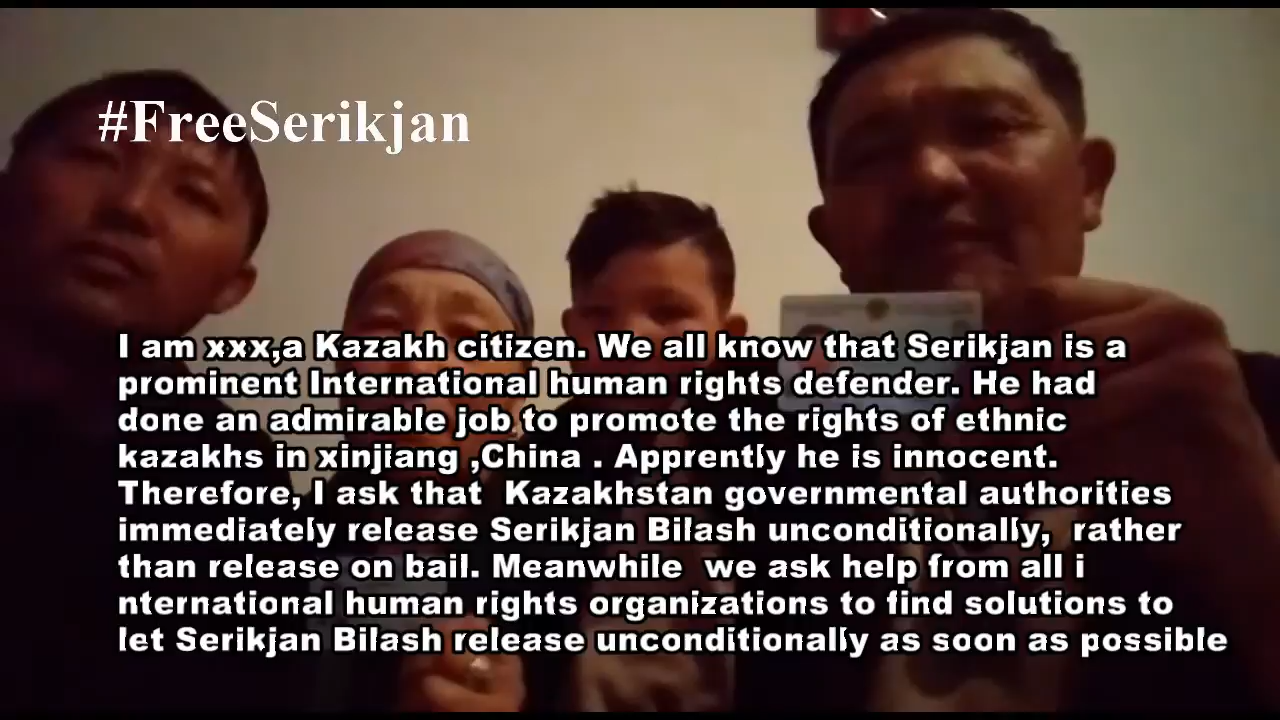 #FreeSerikjan
I am xxx,a Kazakh citizen. We all know that Serikjan is a
prominent International human rights defender. He had
done an admirable job to promote the rights of ethnic
kazakhs in xinjiang ,China . Apprently he is innocent.
Therefore, I ask that  Kazakhstan governmental authorities
immediately release Serikjan Bilash unconditionally,  rather
than release on bail. Meanwhile  we ask help from all i
nternational human rights organizations to find solutions to
let Serikjan Bilash release unconditionally as soon as possible